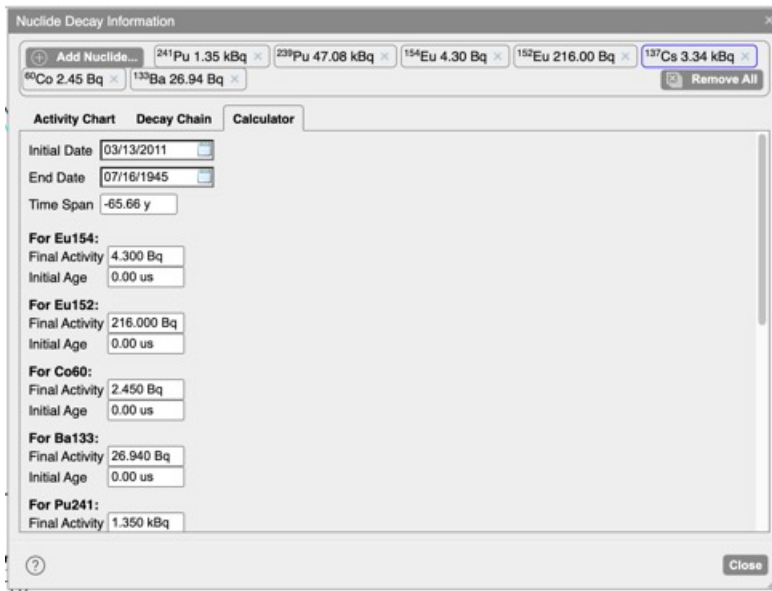 Nuclide Decay Information
Add Nuclide... ²⁴¹Pu 1.35 kBq × ²³⁹Pu 47.08 kBq × ¹⁵⁴Eu 4.30 Bq × ¹⁵²Eu 216.00 Bq × ¹³⁷Cs 3.34 kBq ×
⁶⁰Co 2.45 Bq × ¹³³Ba 26.94 Bq × Remove All
Activity Chart Decay Chain Calculator
Initial Date 03/13/2011
End Date 07/16/1945
Time Span -65.66 y
For Eu154:
Final Activity 4.300 Bq
Initial Age 0.00 us
For Eu152:
Final Activity 216.000 Bq
Initial Age 0.00 us
For Co60:
Final Activity 2.450 Bq
Initial Age 0.00 us
For Ba133:
Final Activity 26.940 Bq
Initial Age 0.00 us
For Pu241:
Final Activity 1.350 kBq
Close